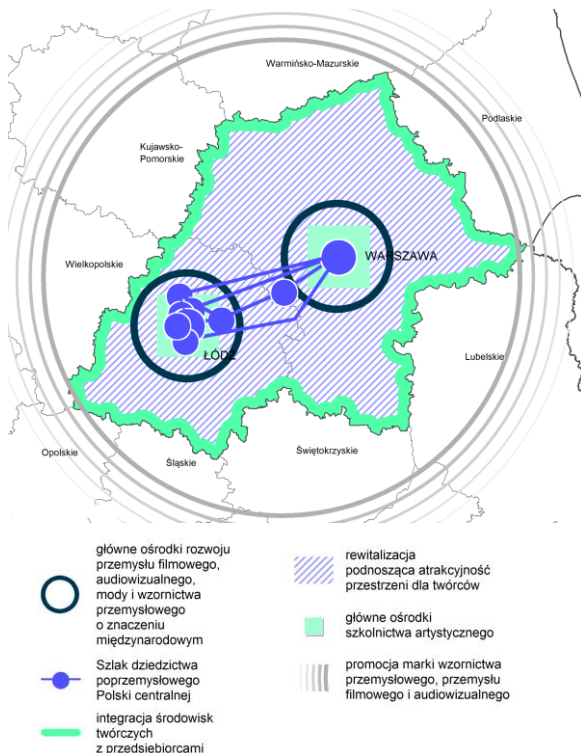 Warmińsko-Mazurskie
Podlaskie
Kujawsko-
Pomorskie
Wielkopolskie
WARSZAWA
ŁÓDŹ
Lubelskie
Opolskie
Śląskie
Świętokrzyskie
główne ośrodki rozwoju
przemysłu filmowego,
audiowizualnego,
mody i wzornictwa
przemysłowego
o znaczeniu
międzynarodowym
Szlak dziedzictwa
poprzemysłowego
Polski centralnej
integracja środowisk
twórczych
z przedsiebiorcami
rewitalizacja
podnosząca atrakcyjność
przestrzeni dla twórców
główne ośrodki
szkolnictwa artystycznego
promocja marki wzornictwa
przemysłowego, przemysłu
filmowego i audiowizualnego